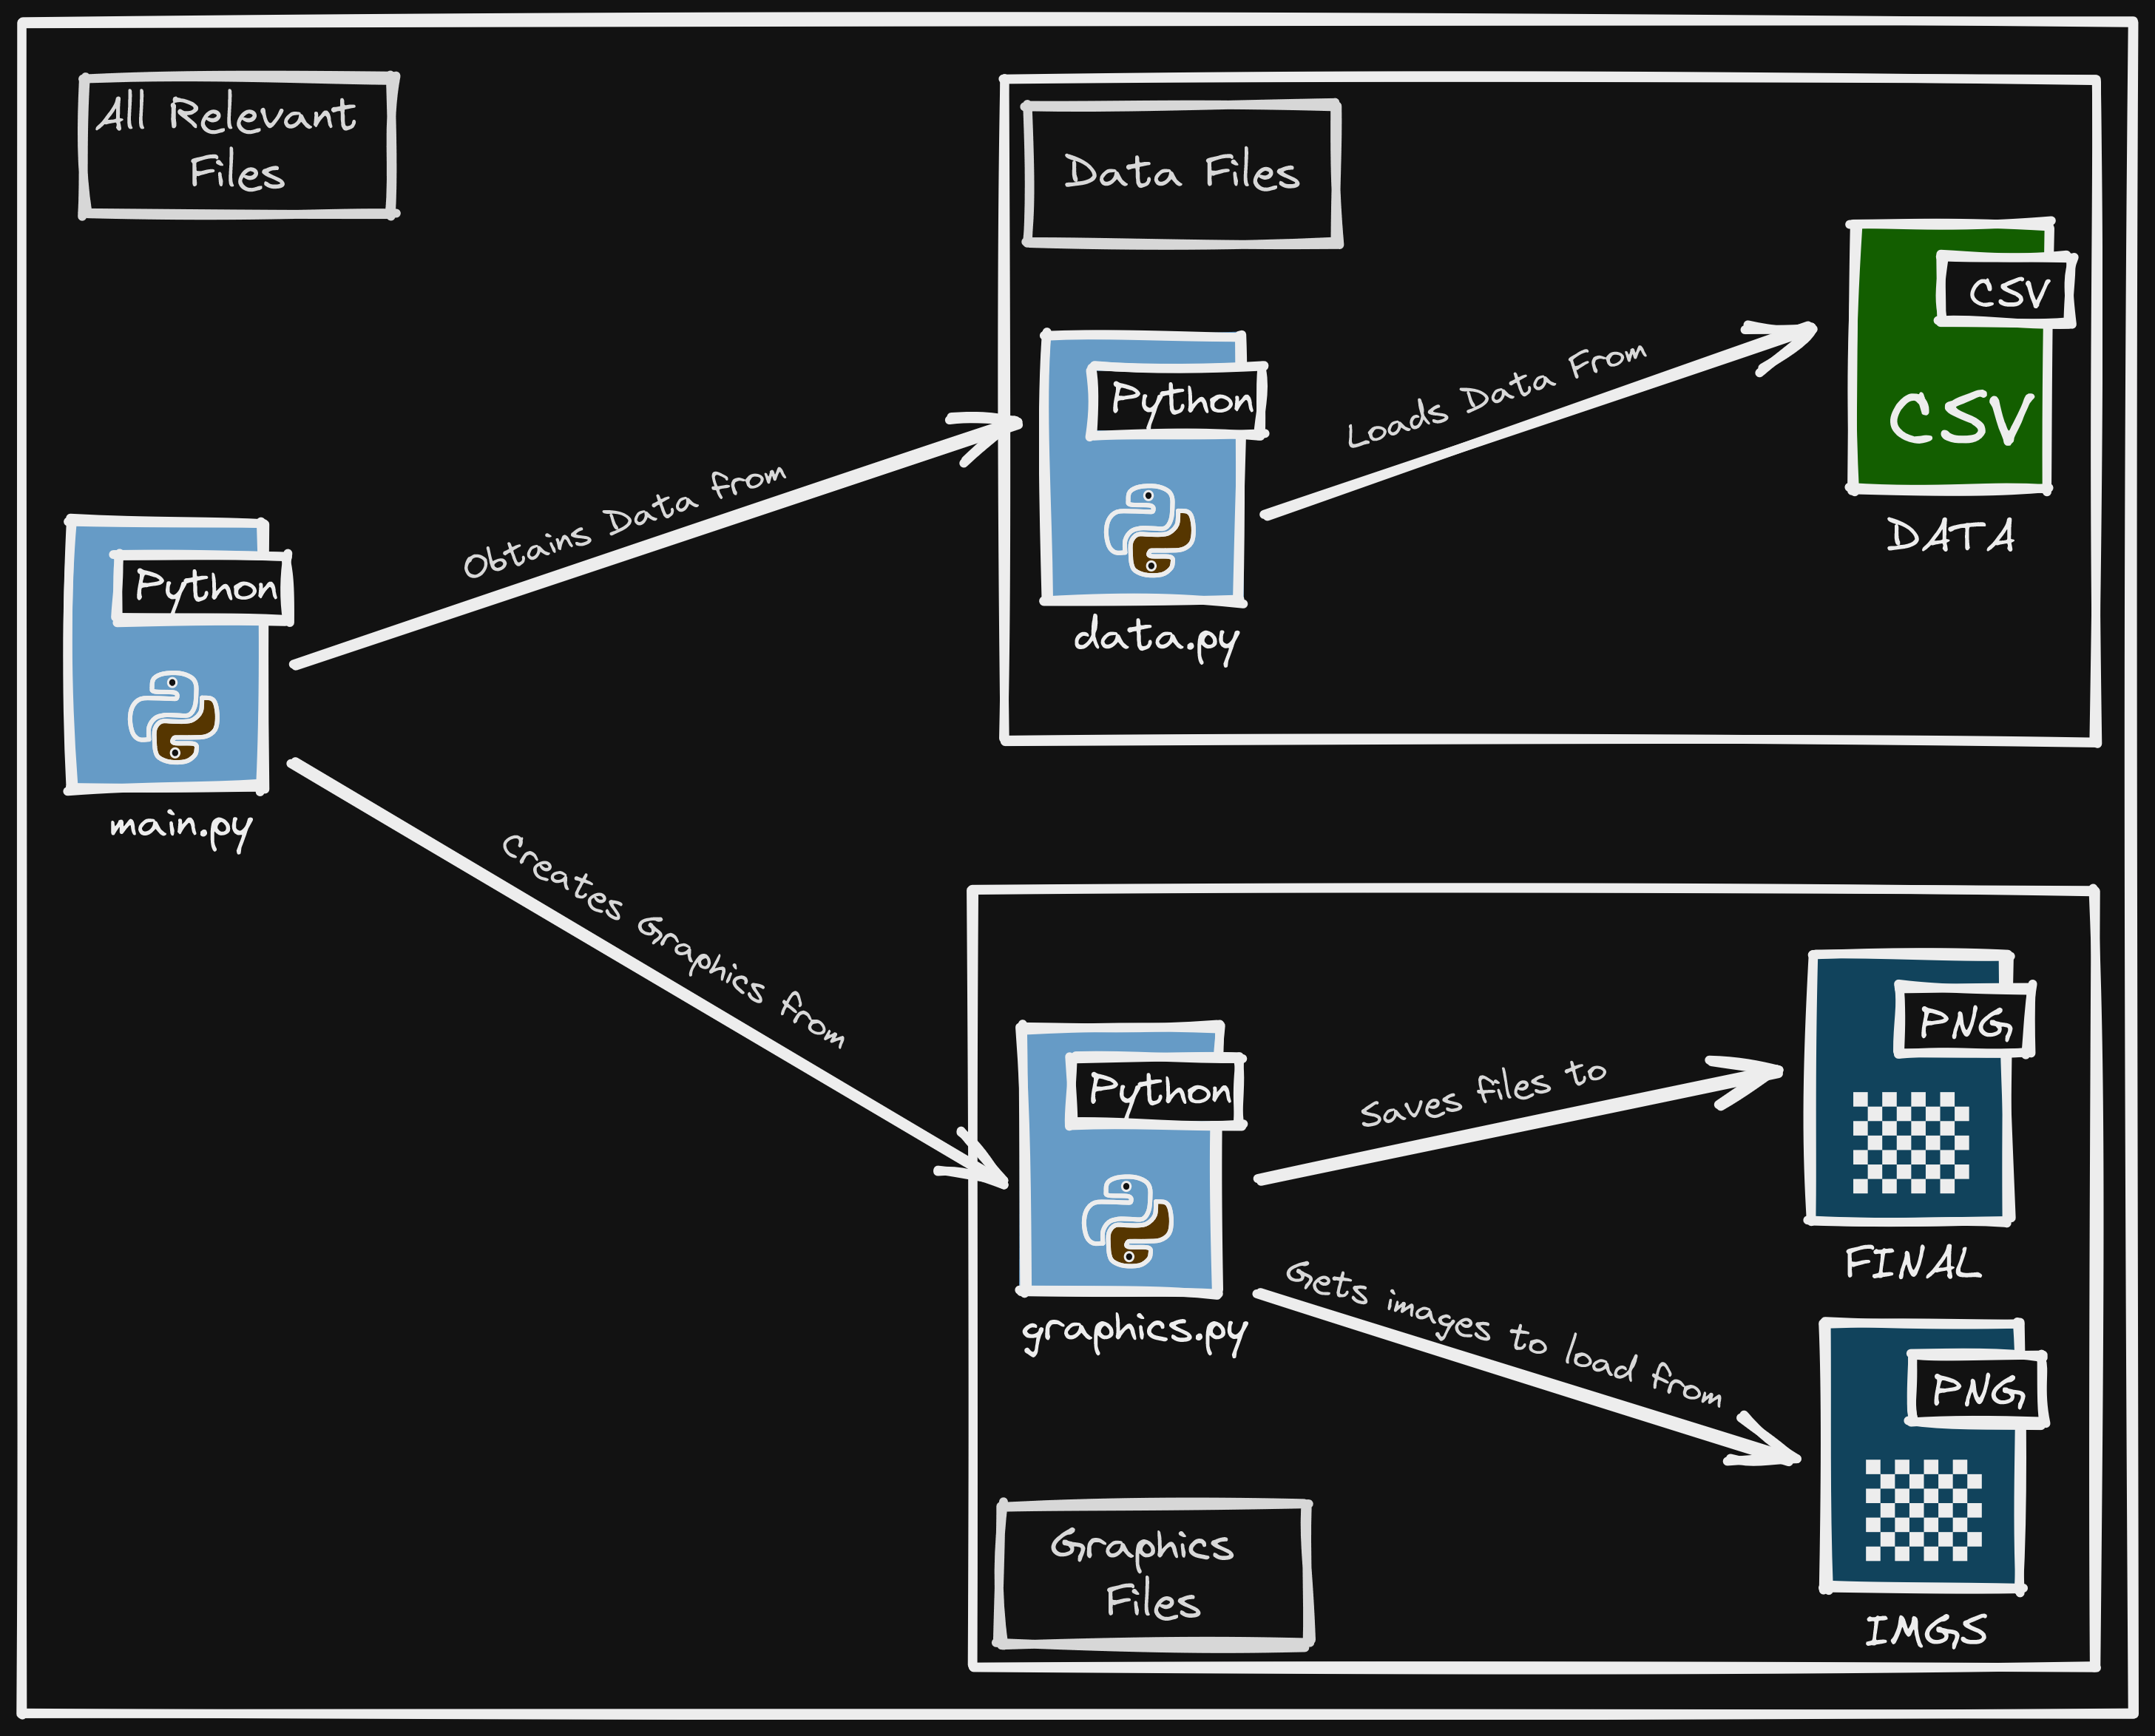 All Relevant
Files
Data Files
CSV
CSV
DATA
Python
data.py
Loads Data From
Obtains Data from
Python
main.py
Creates Graphics from
Python
graphics.py
Saves files to
PNG
FINAL
Gets images to load from
PNG
IMGS
Graphics
Files